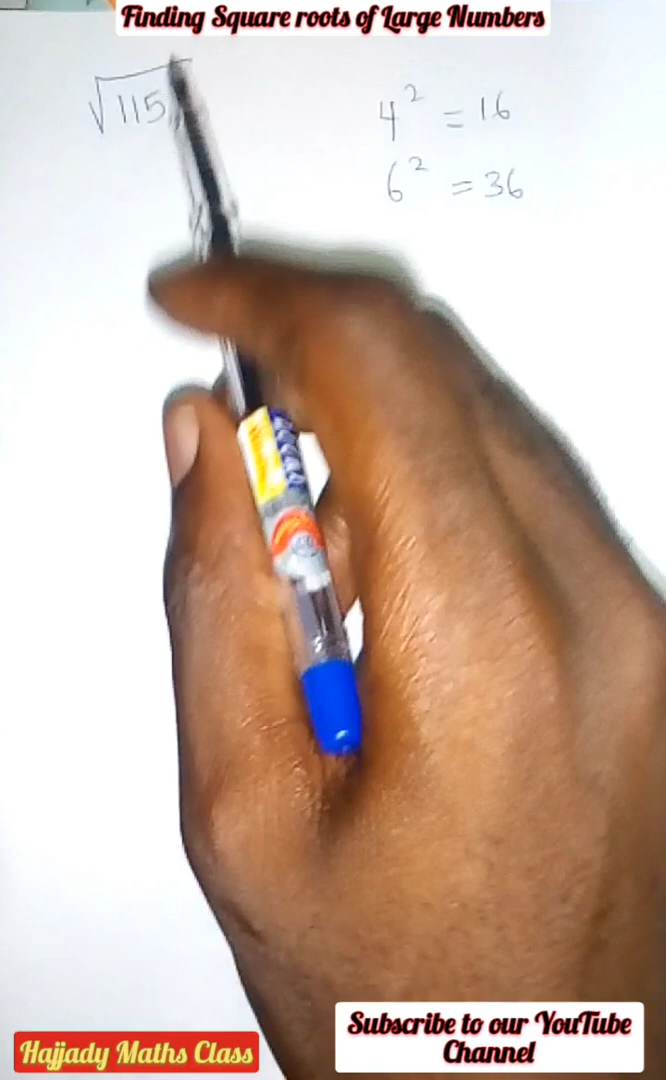 Finding Square roots of Large Numbers
√115
4² = 16
6² = 36
Subscribe to our YouTube
Channel
Hajjady Maths Class